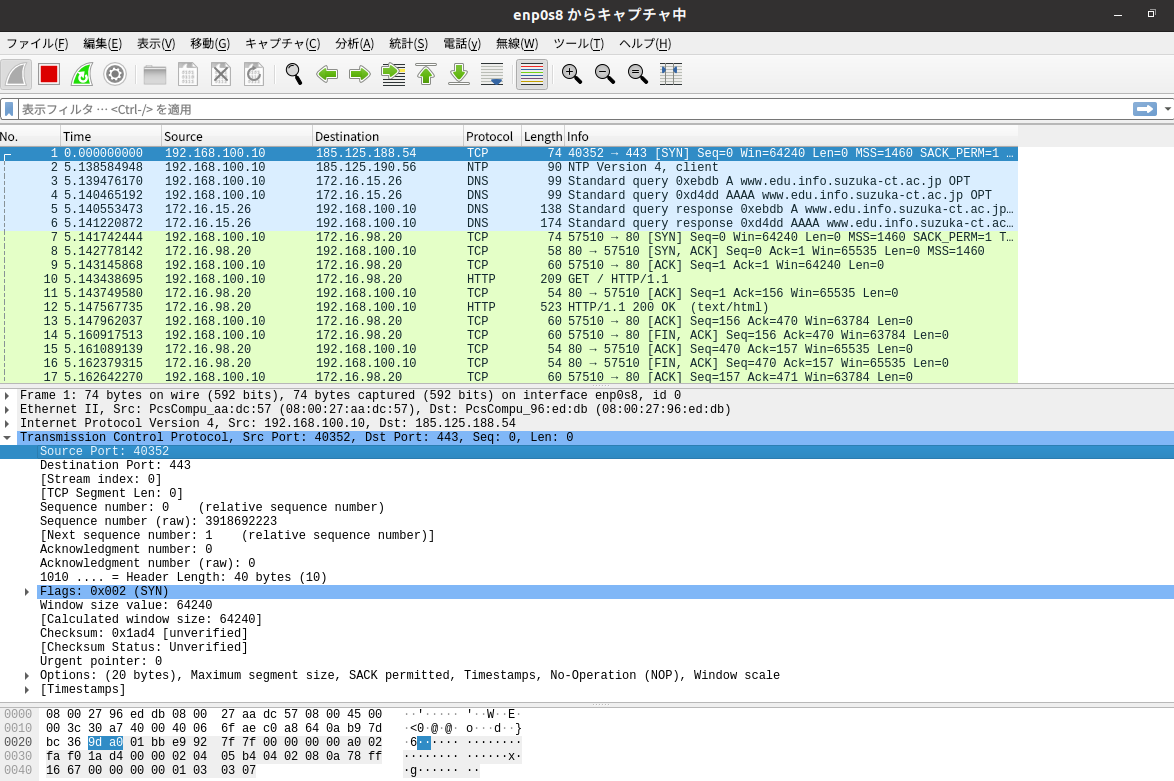 enp0s8 からキャプチャ中
ファイル(F) 編集(E) 表示(V) 移動(G) キャプチャ(C) 分析(A) 統計(S) 電話(y) 無線(W) ツール(T) ヘルプ(H)
表示フィルタ … <Ctrl-/> を適用
No. Time Source Destination Protocol Length Info
1 0.000000000 192.168.100.10 185.125.188.54 TCP 74 40352 → 443 [SYN] Seq=0 Win=64240 Len=0 MSS=1460 SACK_PERM=1 …
2 5.138584948 192.168.100.10 185.125.190.56 NTP 90 NTP Version 4, client
3 5.139476170 192.168.100.10 172.16.15.26 DNS 99 Standard query 0xebdb A www.edu.info.suzuka-ct.ac.jp OPT
4 5.140465192 192.168.100.10 172.16.15.26 DNS 99 Standard query 0xd4dd AAAA www.edu.info.suzuka-ct.ac.jp OPT
5 5.140553473 172.16.15.26 192.168.100.10 DNS 138 Standard query response 0xebdb A www.edu.info.suzuka-ct.ac.jp…
6 5.141220872 172.16.15.26 192.168.100.10 DNS 174 Standard query response 0xd4dd AAAA www.edu.info.suzuka-ct.ac…
7 5.141742444 192.168.100.10 172.16.98.20 TCP 74 57510 → 80 [SYN] Seq=0 Win=64240 Len=0 MSS=1460 SACK_PERM=1 T…
8 5.142778142 172.16.98.20 192.168.100.10 TCP 58 80 → 57510 [SYN, ACK] Seq=0 Ack=1 Win=65535 Len=0 MSS=1460
9 5.143145868 192.168.100.10 172.16.98.20 TCP 60 57510 → 80 [ACK] Seq=1 Ack=1 Win=64240 Len=0
10 5.143438695 192.168.100.10 172.16.98.20 HTTP 209 GET / HTTP/1.1
11 5.143749580 172.16.98.20 192.168.100.10 TCP 54 80 → 57510 [ACK] Seq=1 Ack=156 Win=65535 Len=0
12 5.147567735 172.16.98.20 192.168.100.10 HTTP 523 HTTP/1.1 200 OK (text/html)
13 5.147962037 192.168.100.10 172.16.98.20 TCP 60 57510 → 80 [ACK] Seq=156 Ack=470 Win=63784 Len=0
14 5.160917513 192.168.100.10 172.16.98.20 TCP 60 57510 → 80 [FIN, ACK] Seq=156 Ack=470 Win=63784 Len=0
15 5.161089139 172.16.98.20 192.168.100.10 TCP 54 80 → 57510 [ACK] Seq=470 Ack=157 Win=65535 Len=0
16 5.162379315 172.16.98.20 192.168.100.10 TCP 54 80 → 57510 [FIN, ACK] Seq=470 Ack=157 Win=65535 Len=0
17 5.162642270 192.168.100.10 172.16.98.20 TCP 60 57510 → 80 [ACK] Seq=157 Ack=471 Win=63784 Len=0
Frame 1: 74 bytes on wire (592 bits), 74 bytes captured (592 bits) on interface enp0s8, id 0
Ethernet II, Src: PcsCompu_aa:dc:57 (08:00:27:aa:dc:57), Dst: PcsCompu_96:ed:db (08:00:27:96:ed:db)
Internet Protocol Version 4, Src: 192.168.100.10, Dst: 185.125.188.54
Transmission Control Protocol, Src Port: 40352, Dst Port: 443, Seq: 0, Len: 0
Source Port: 40352
Destination Port: 443
[Stream index: 0]
[TCP Segment Len: 0]
Sequence number: 0 (relative sequence number)
Sequence number (raw): 3918692223
[Next sequence number: 1 (relative sequence number)]
Acknowledgment number: 0
Acknowledgment number (raw): 0
1010 .... = Header Length: 40 bytes (10)
Flags: 0x002 (SYN)
Window size value: 64240
[Calculated window size: 64240]
Checksum: 0x1ad4 [unverified]
[Checksum Status: Unverified]
Urgent pointer: 0
Options: (20 bytes), Maximum segment size, SACK permitted, Timestamps, No-Operation (NOP), Window scale
[Timestamps]
0000 08 00 27 96 ed db 08 00 27 aa dc 57 08 00 45 00 ··'····· '··W··E·
0010 00 3c 30 a7 40 00 40 06 6f ae c0 a8 64 0a b9 7d ·<0·@·@· o···d··}
0020 bc 36 9d a0 01 bb e9 92 7f 7f 00 00 00 00 a0 02 ·6······ ········
0030 fa f0 1a d4 00 00 02 04 05 b4 04 02 08 0a 78 ff ········ ······x·
0040 16 67 00 00 00 00 01 03 03 07 ·g······ ··